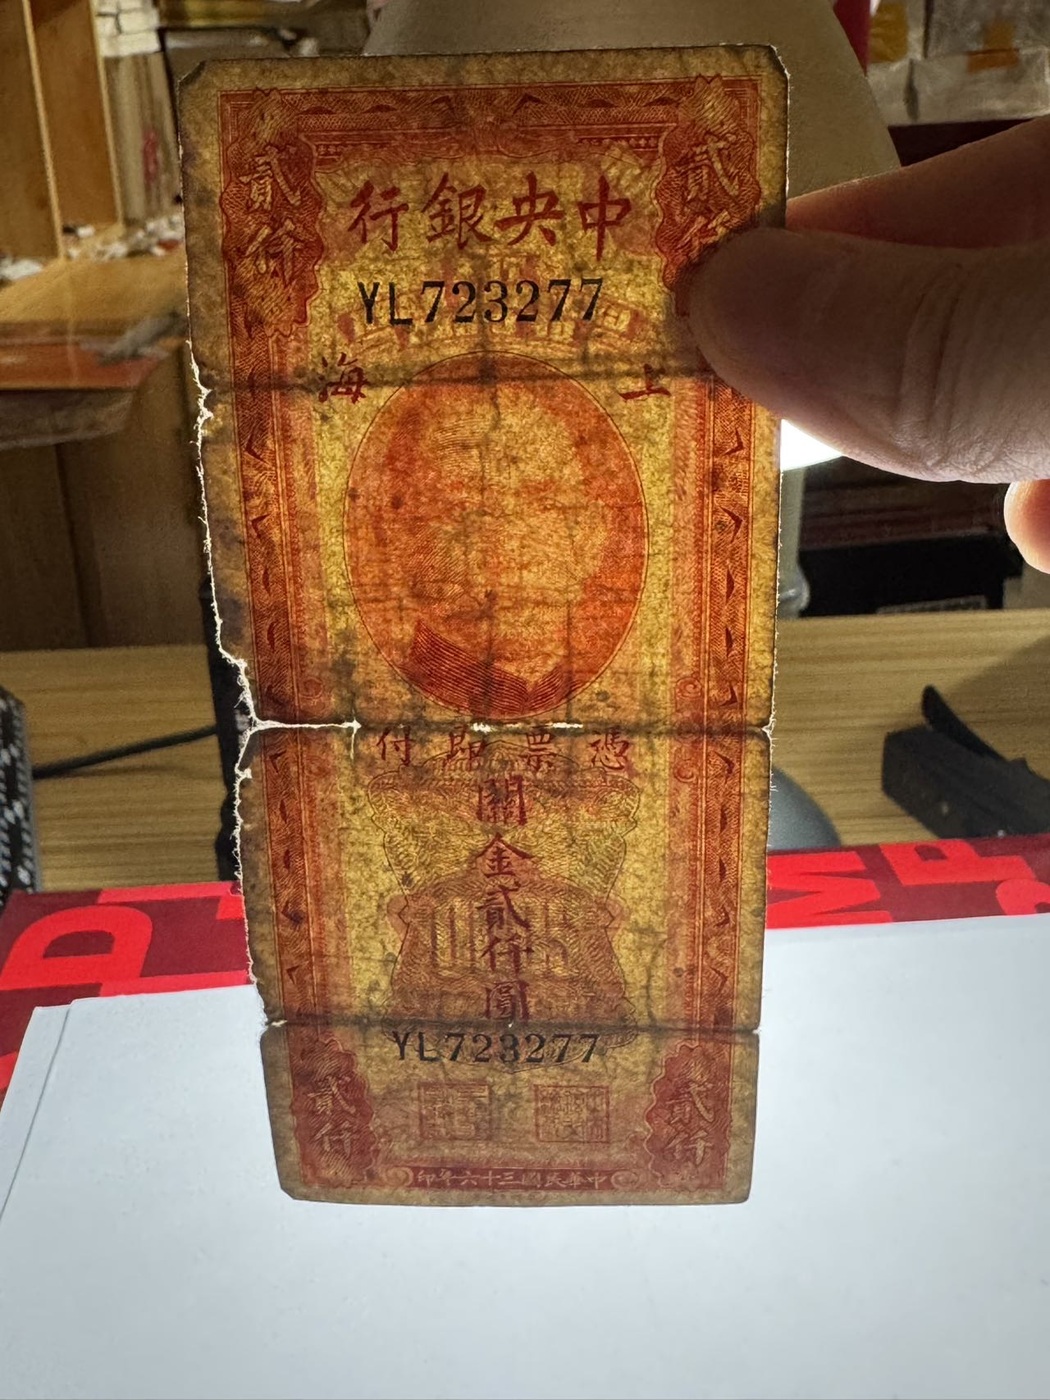 貳仟
貳
中央銀行
YL723277
上海
憑票即付
關金貳仟圓
YL723277
貳仟
貳仟
中華民國三十六年印